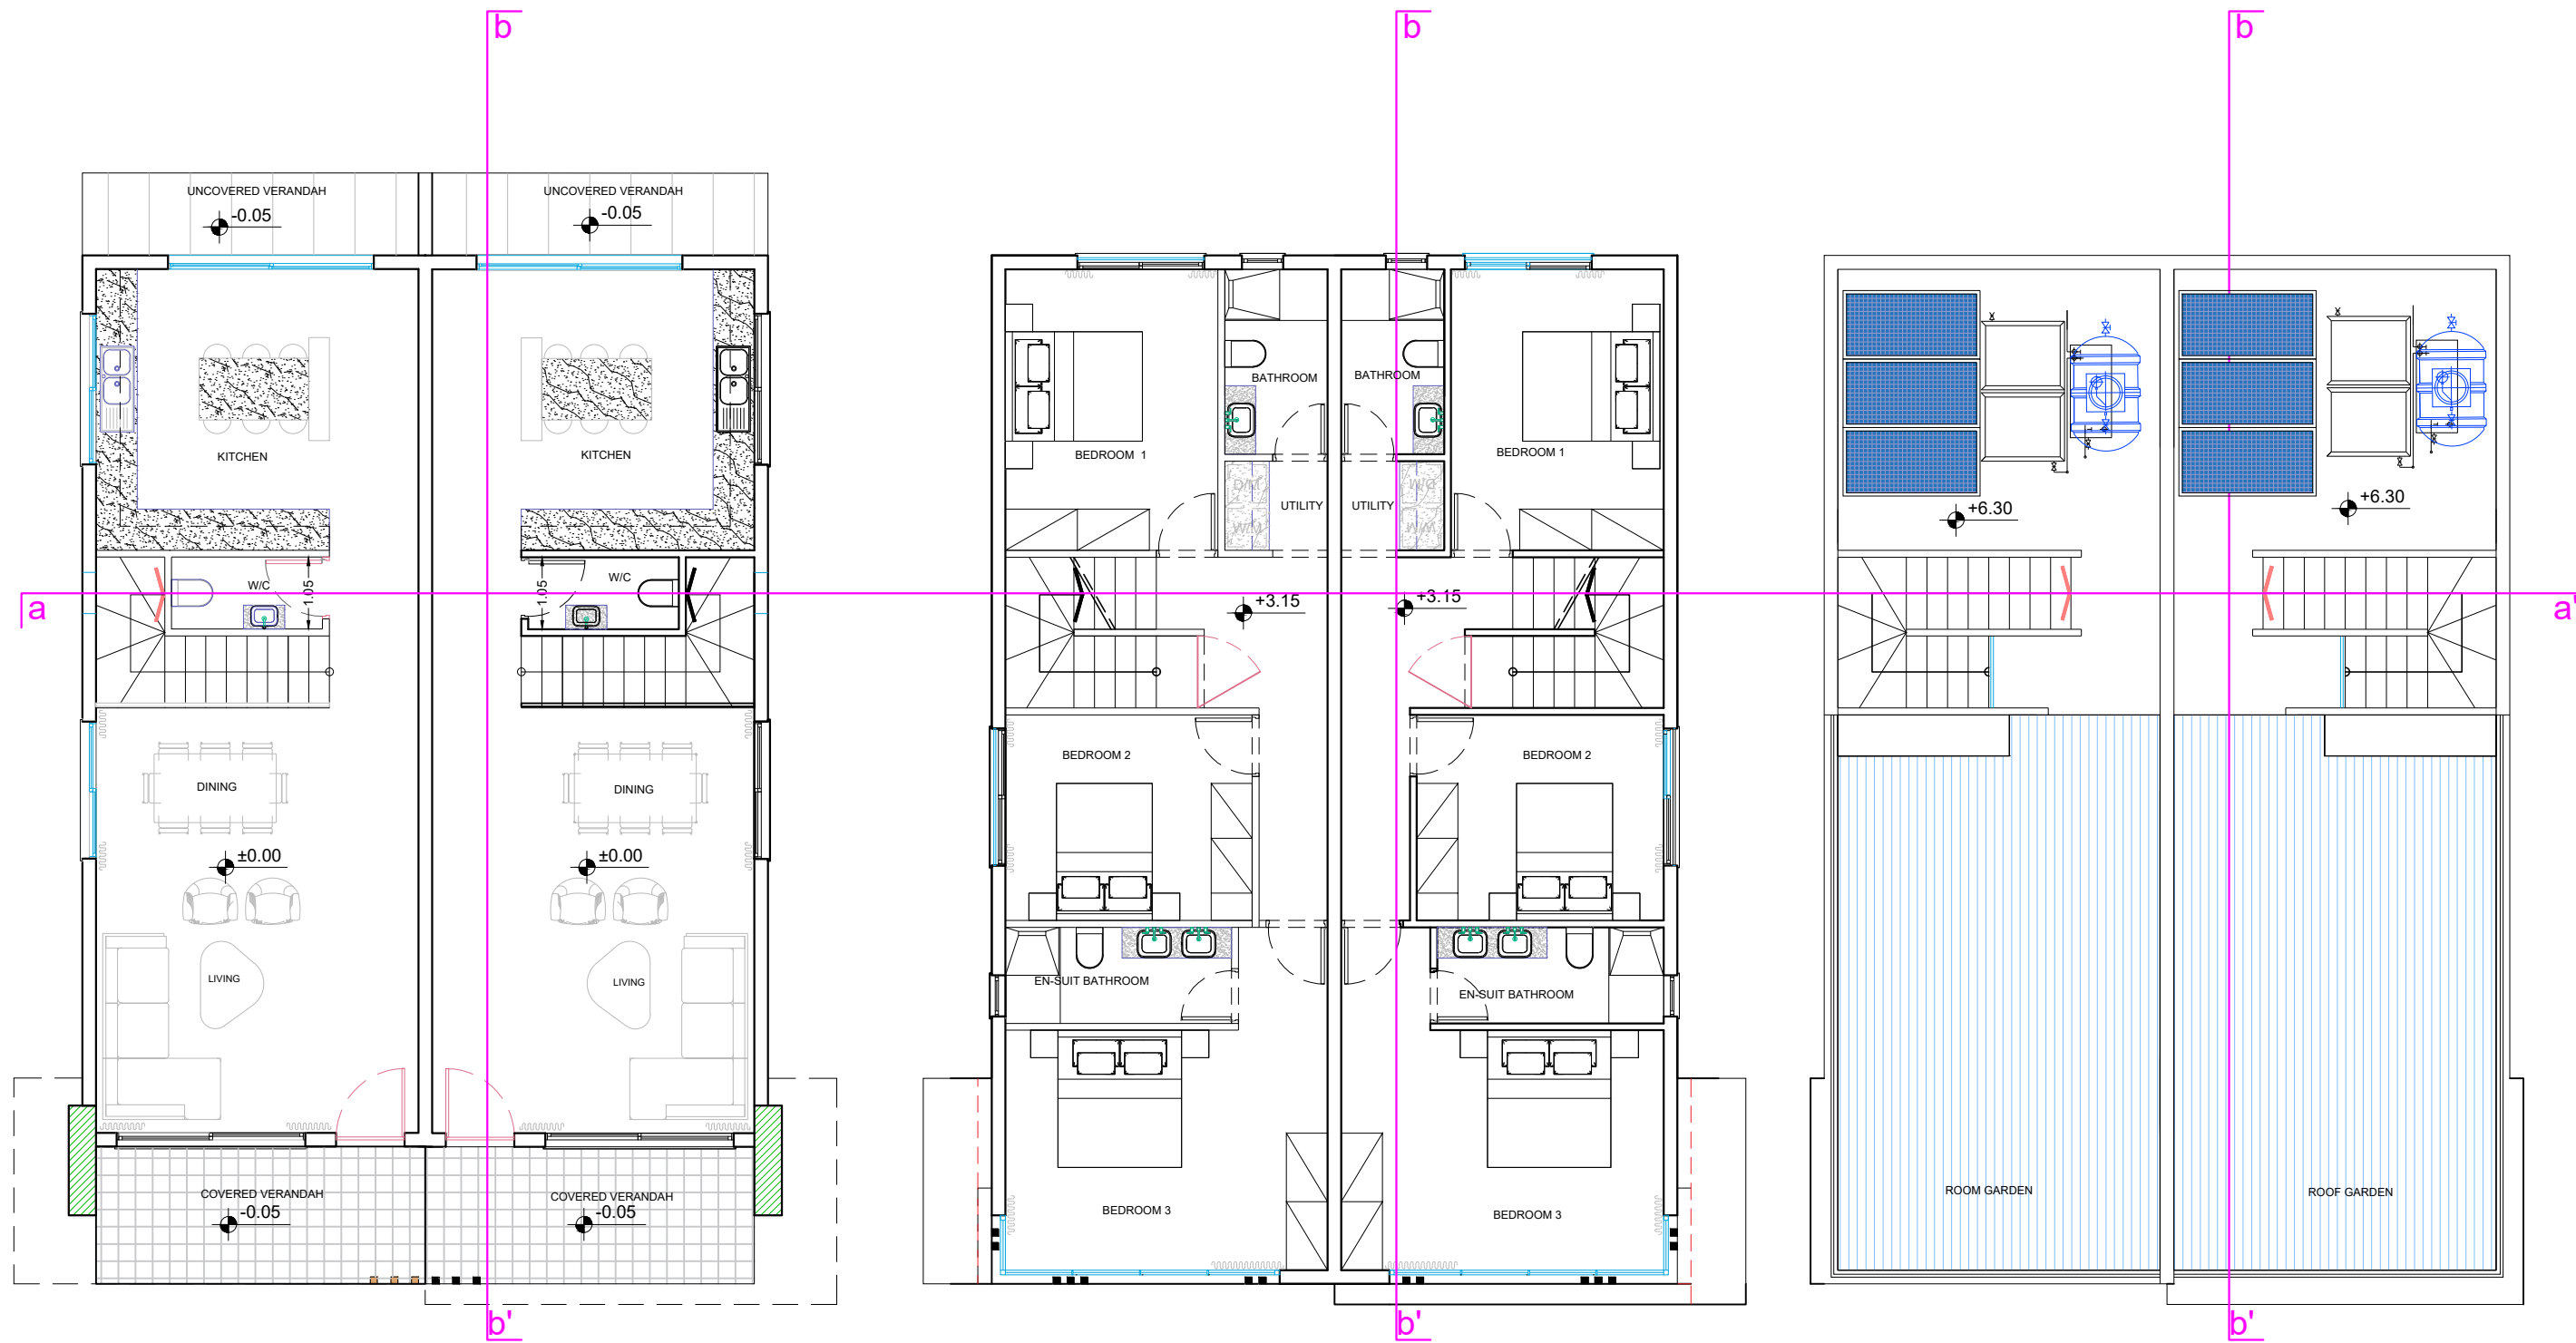 b
b
b
UNCOVERED VERANDAH
-0.05
UNCOVERED VERANDAH
-0.05
KITCHEN
KITCHEN
W/C
1.05
1.05
W/C
DINING
DINING
±0.00
±0.00
LIVING
LIVING
COVERED VERANDAH
-0.05
COVERED VERANDAH
-0.05
BATHROOM
BATHROOM
BEDROOM 1
BEDROOM 1
D/M
D/M
UTILITY
UTILITY
W/M
W/M
+3.15
+3.15
BEDROOM 2
BEDROOM 2
EN-SUIT BATHROOM
EN-SUIT BATHROOM
BEDROOM 3
BEDROOM 3
+6.30
+6.30
ROOM GARDEN
ROOF GARDEN
a
a'
b'
b'
b'